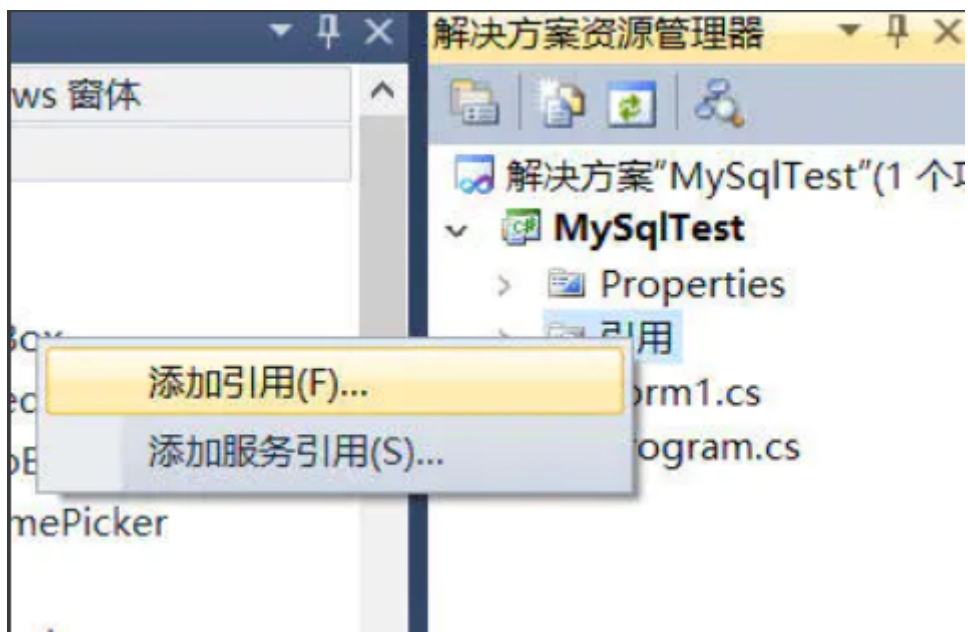 ws 窗体
mePicker
解决方案资源管理器
解决方案"MySqlTest"(1 个
MySqlTest
Properties
引用
添加引用(F)...
添加服务引用(S)...
orm1.cs
ogram.cs